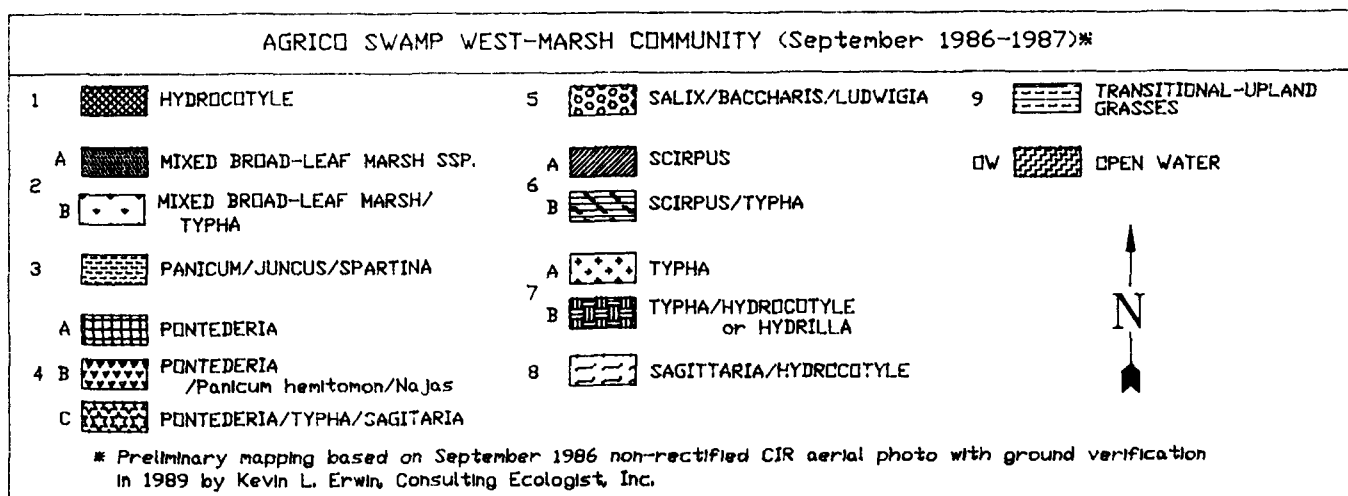 AGRICO SWAMP WEST-MARSH COMMUNITY (September 1986-1987)*
1 HYDROCOTYLE
2
A MIXED BROAD-LEAF MARSH SSP.
B MIXED BROAD-LEAF MARSH/
TYPHA
3 PANICUM/JUNCUS/SPARTINA
4
A PONTEDERIA
B PONTEDERIA
/Panicum hemitomon/Najas
C PONTEDERIA/TYPHA/SAGITARIA
5 SALIX/BACCHARIS/LUDWIGIA
6
A SCIRPUS
B SCIRPUS/TYPHA
7
A TYPHA
B TYPHA/HYDROCOTYLE
or HYDRILLA
8 SAGITTARIA/HYDROCOTYLE
9 TRANSITIONAL-UPLAND
GRASSES
OW OPEN WATER
N
* Preliminary mapping based on September 1986 non-rectified CIR aerial photo with ground verification
in 1989 by Kevin L. Erwin, Consulting Ecologist, Inc.